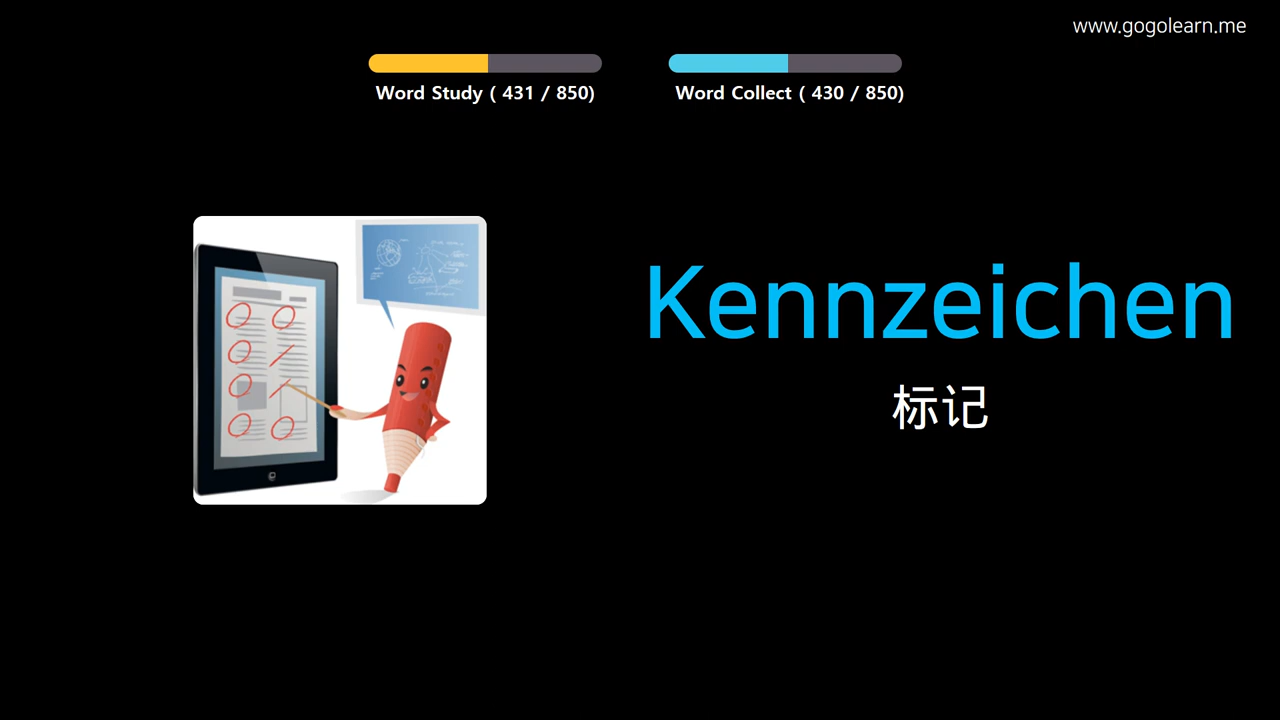 www.gogolearn.me
Word Study ( 431 / 850)
Word Collect ( 430 / 850)
Kennzeichen
标记